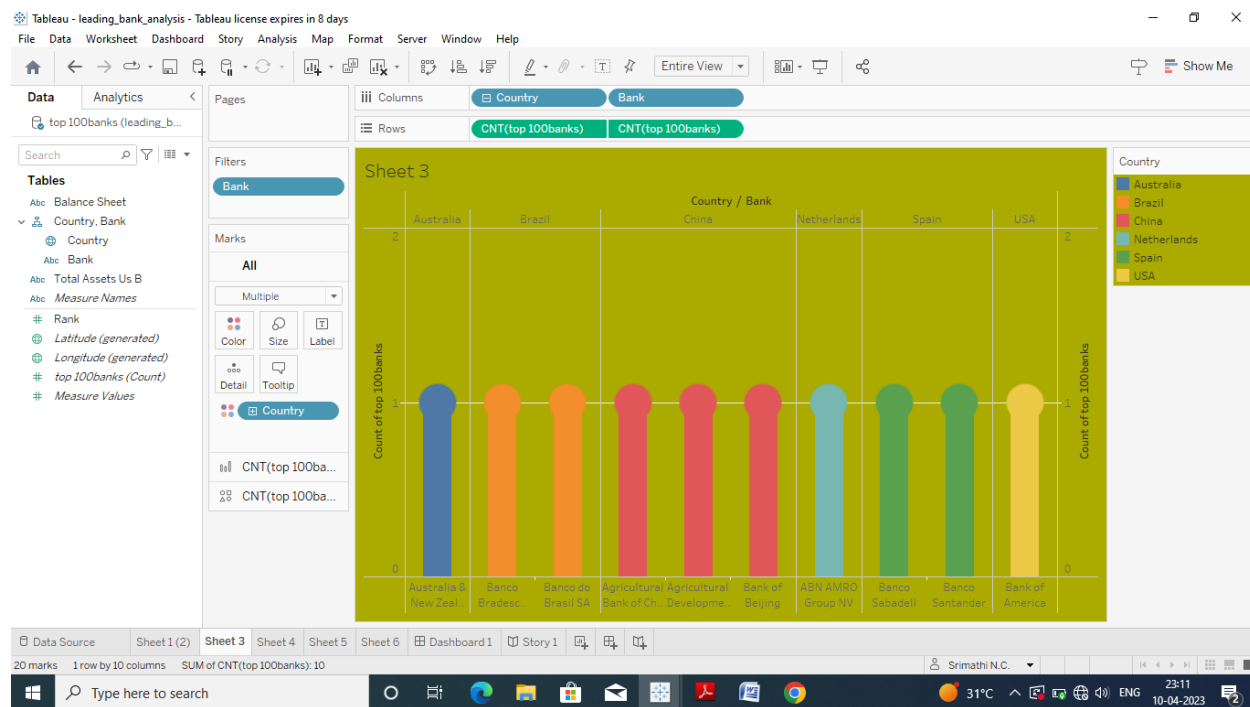 Tableau - leading_bank_analysis - Tableau license expires in 8 days
File Data Worksheet Dashboard Story Analysis Map Format Server Window Help
Entire View
Show Me
Data Analytics
top 100banks (leading_b...
Search
Tables
Abc Balance Sheet
Country, Bank
Country
Abc Bank
Abc Total Assets Us B
Abc Measure Names
# Rank
Latitude (generated)
Longitude (generated)
# top 100banks (Count)
# Measure Values
Pages
Filters
Bank
Marks
All
Multiple
Color Size Label
Detail Tooltip
Country
CNT(top 100ba...
CNT(top 100ba...
iii Columns
Country Bank
Rows
CNT(top 100banks) CNT(top 100banks)
Sheet 3
Country / Bank
Australia Brazil China Netherlands Spain USA
2 2
1 1
0 0
Count of top 100banks
Count of top 100banks
Australia & New Zeal..
Banco Bradesc..
Banco do Brasil SA
Agricultural Bank of Ch..
Agricultural Developme..
Bank of Beijing
ABN AMRO Group NV
Banco Sabadell
Banco Santander
Bank of America
Country
Australia
Brazil
China
Netherlands
Spain
USA
Data Source Sheet 1 (2) Sheet 3 Sheet 4 Sheet 5 Sheet 6 Dashboard 1 Story 1
20 marks 1 row by 10 columns SUM of CNT(top 100banks): 10
Srimathi N.C.
Type here to search
31°C
ENG
23:11
10-04-2023
2